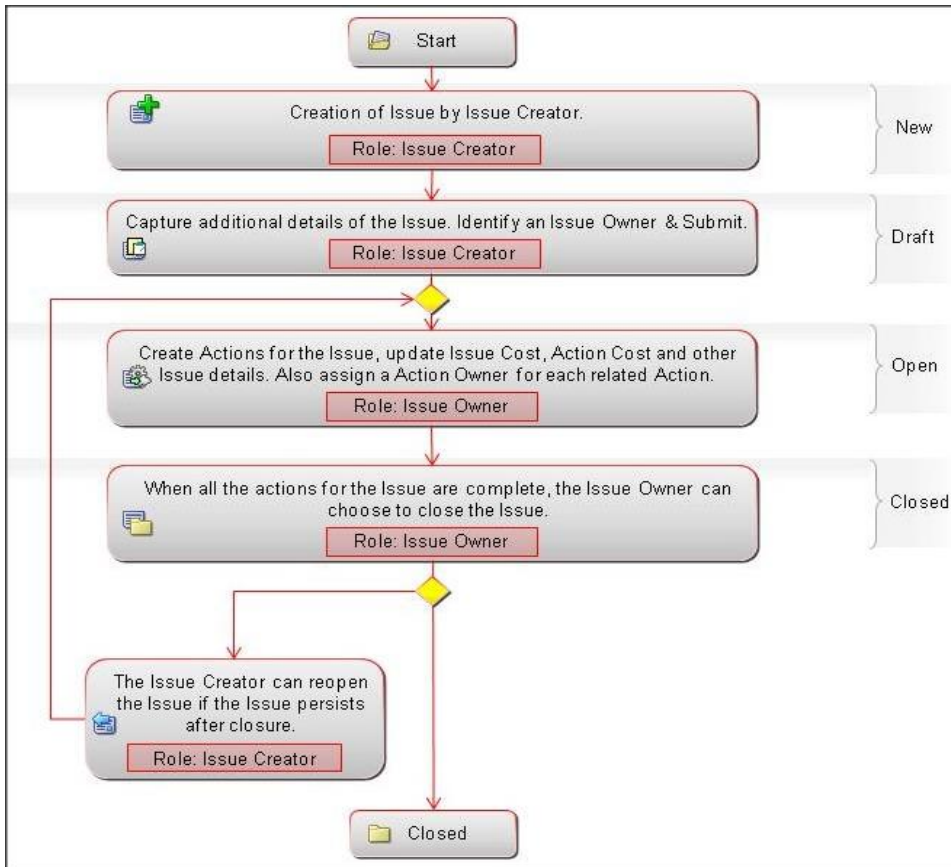 Start
Creation of Issue by Issue Creator.
Role: Issue Creator
New
Capture additional details of the Issue. Identify an Issue Owner & Submit.
Role: Issue Creator
Draft
Create Actions for the Issue, update Issue Cost, Action Cost and other
Issue details. Also assign a Action Owner for each related Action.
Role: Issue Owner
Open
When all the actions for the Issue are complete, the Issue Owner can
choose to close the Issue.
Role: Issue Owner
Closed
The Issue Creator can reopen
the Issue if the Issue persists
after closure.
Role: Issue Creator
Closed